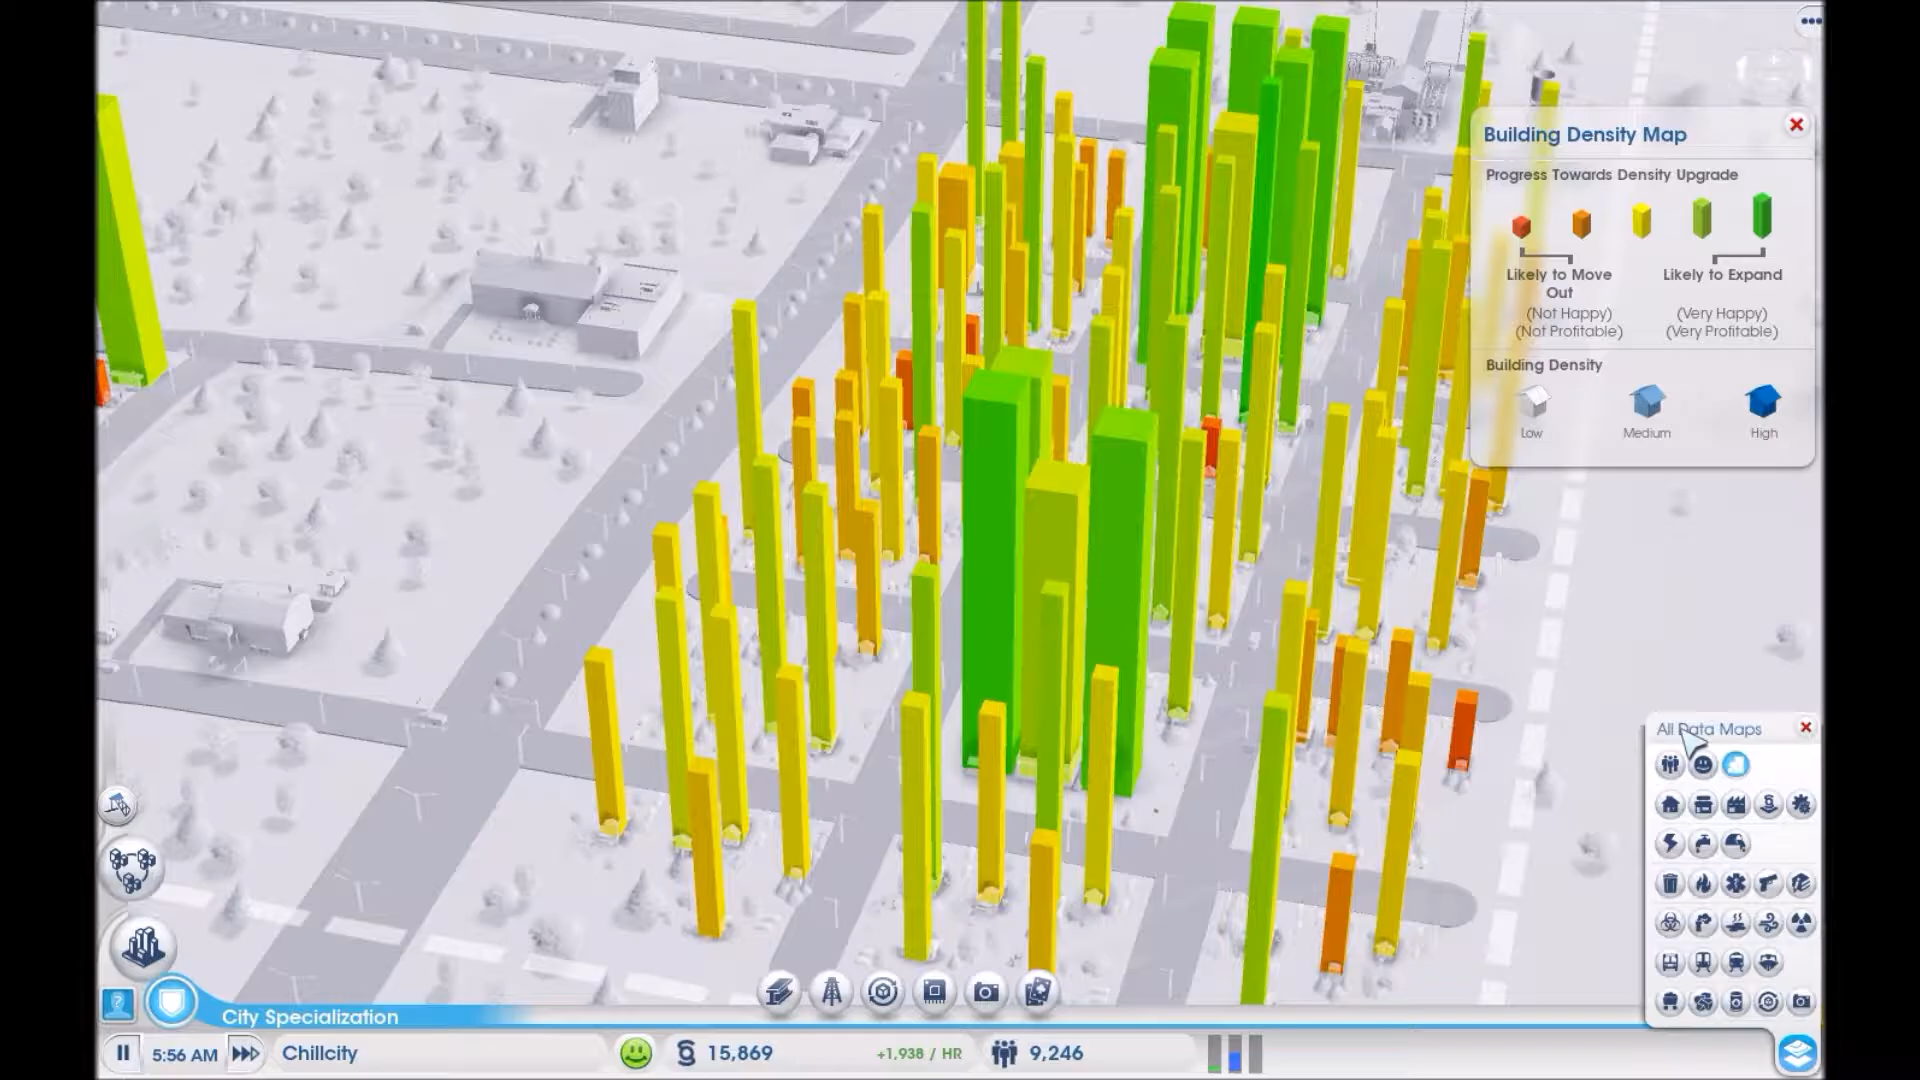 Building Density Map
Progress Towards Density Upgrade
Likely to Move Out
(Not Happy)
(Not Profitable)
Likely to Expand
(Very Happy)
(Very Profitable)
Building Density
Low
Medium
High
All Data Maps
?
City Specialization
5:56 AM
Chillcity
15,869
+1,938 / HR
9,246